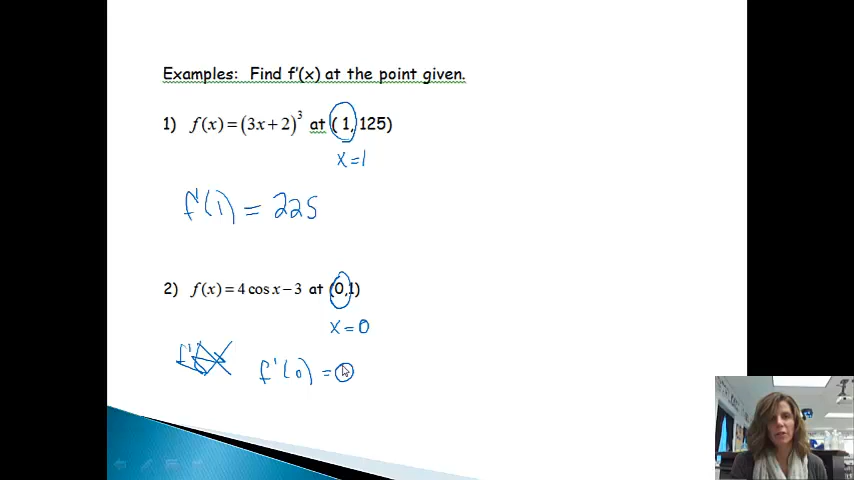 Examples: Find f'(x) at the point given.
1) f(x) = (3x + 2)³ at ( 1, 125)
x = 1
f'(1) = 225
2) f(x) = 4 cos x − 3 at (0,1)
x = 0
f'(0) = 0